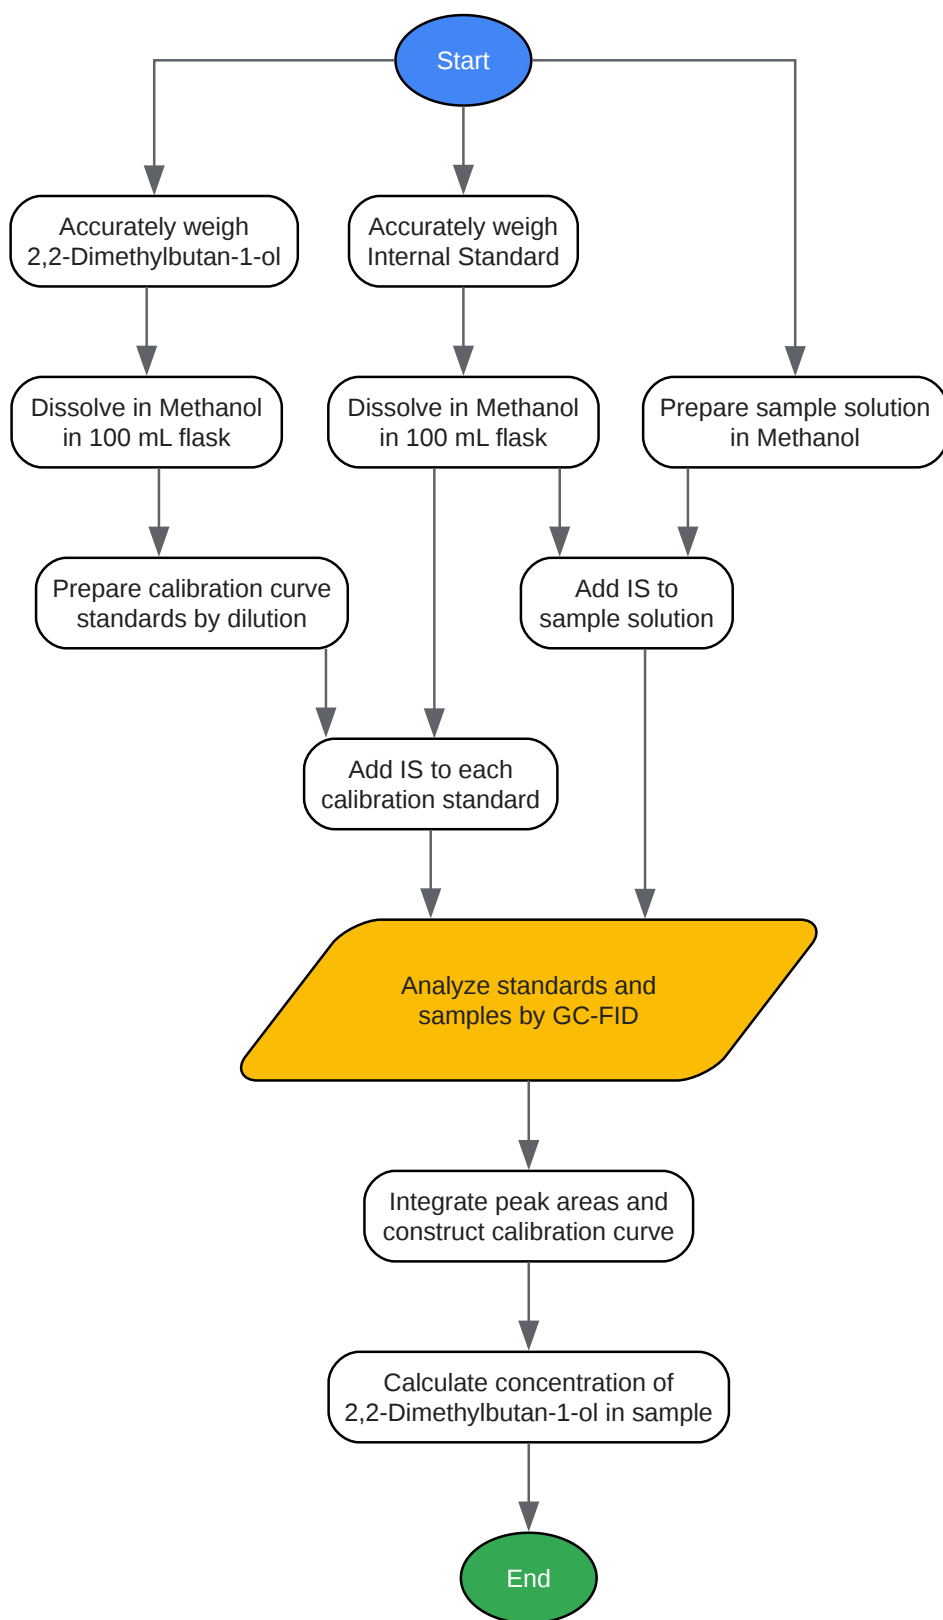 Start
Accurately weigh
2,2-Dimethylbutan-1-ol
Accurately weigh
Internal Standard
Dissolve in Methanol
in 100 mL flask
Dissolve in Methanol
in 100 mL flask
Prepare sample solution
in Methanol
Prepare calibration curve
standards by dilution
Add IS to
sample solution
Add IS to each
calibration standard
Analyze standards and
samples by GC-FID
Integrate peak areas and
construct calibration curve
Calculate concentration of
2,2-Dimethylbutan-1-ol in sample
End